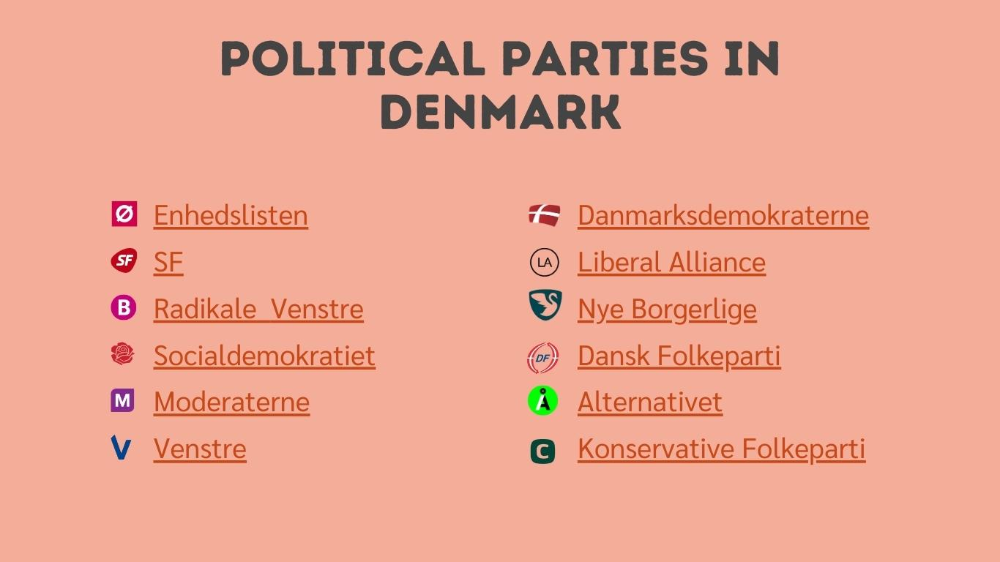 POLITICAL PARTIES IN
DENMARK
Ø Enhedslisten
SF SF
B Radikale Venstre
Socialdemokratiet
M Moderaterne
V Venstre
Danmarksdemokraterne
LA Liberal Alliance
Nye Borgerlige
DF Dansk Folkeparti
Å Alternativet
C Konservative Folkeparti